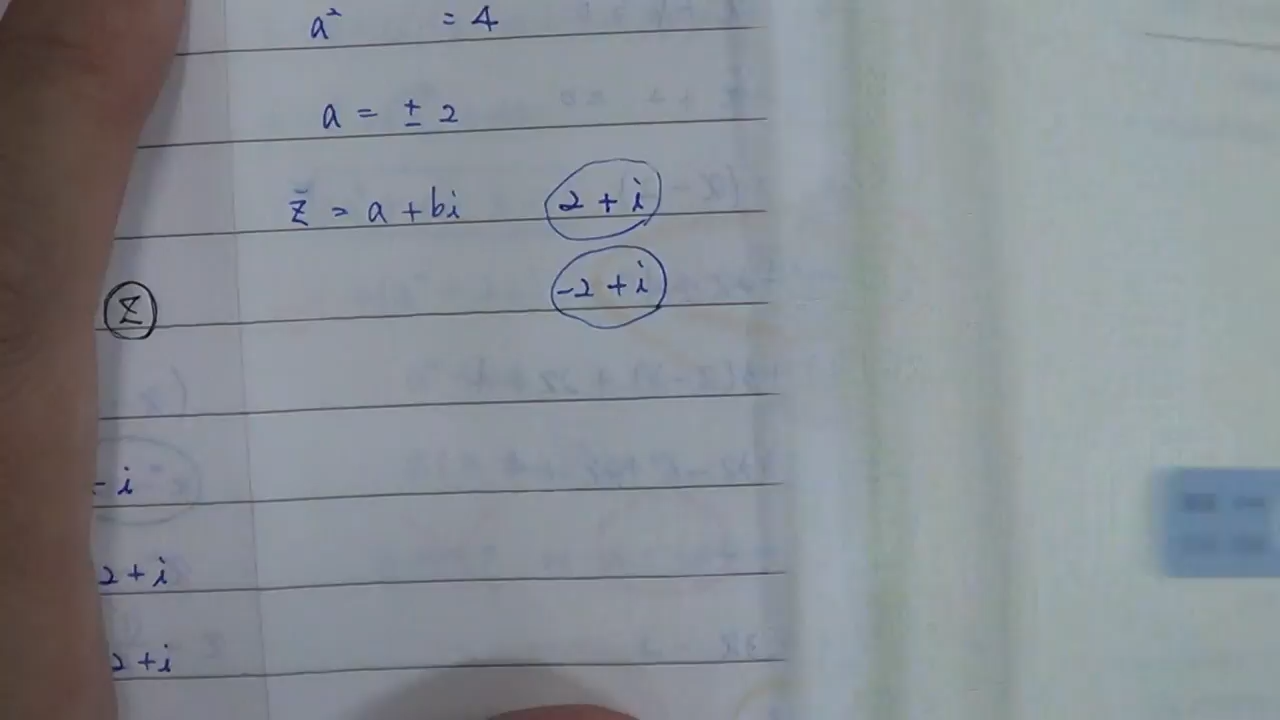 a² = 4
a = ± 2
z̄ = a + bi 2 + i
-2 + i
z
- i
2 + i
2 + i